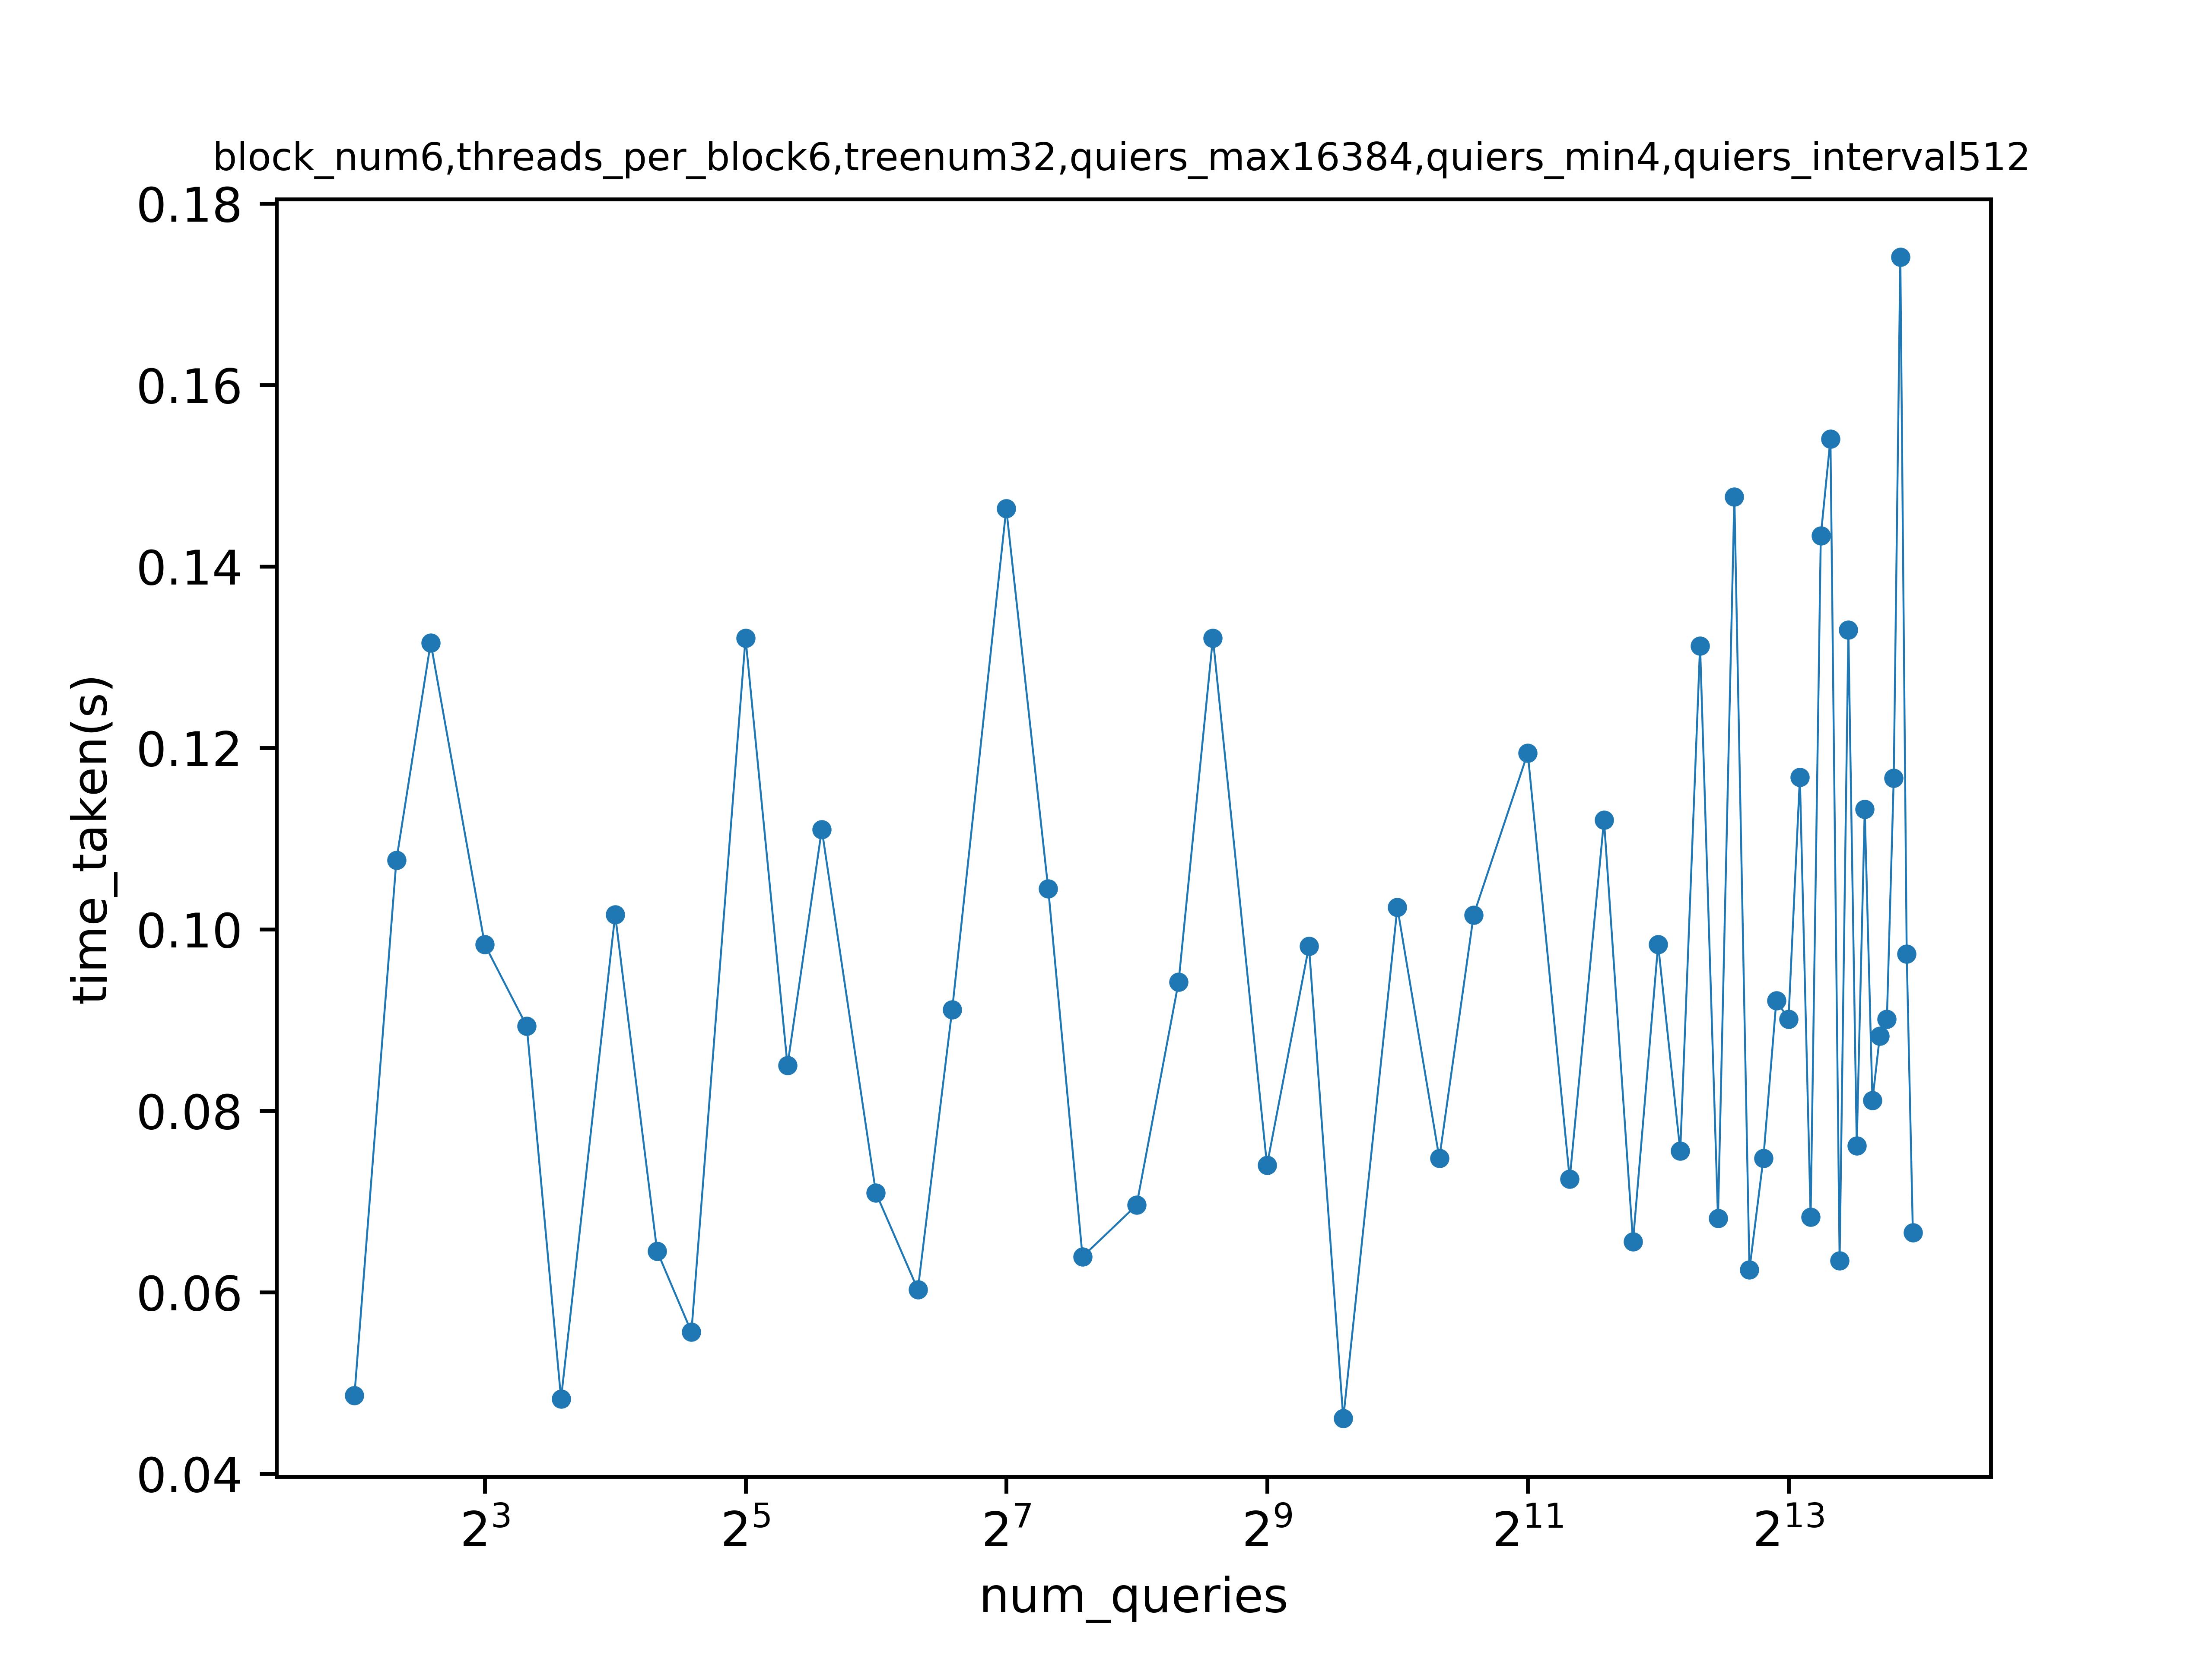 block_num6,threads_per_block6,treenum32,quiers_max16384,quiers_min4,quiers_interval512
0.18
0.16
0.14
0.12
0.10
0.08
0.06
0.04
time_taken(s)
2^3 2^5 2^7 2^9 2^11 2^13
num_queries